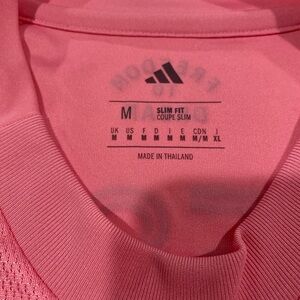 M SLIM FIT
COUPE SLIM
UK US F D I E CDN J
M M M M M M M/M XL
MADE IN THAILAND